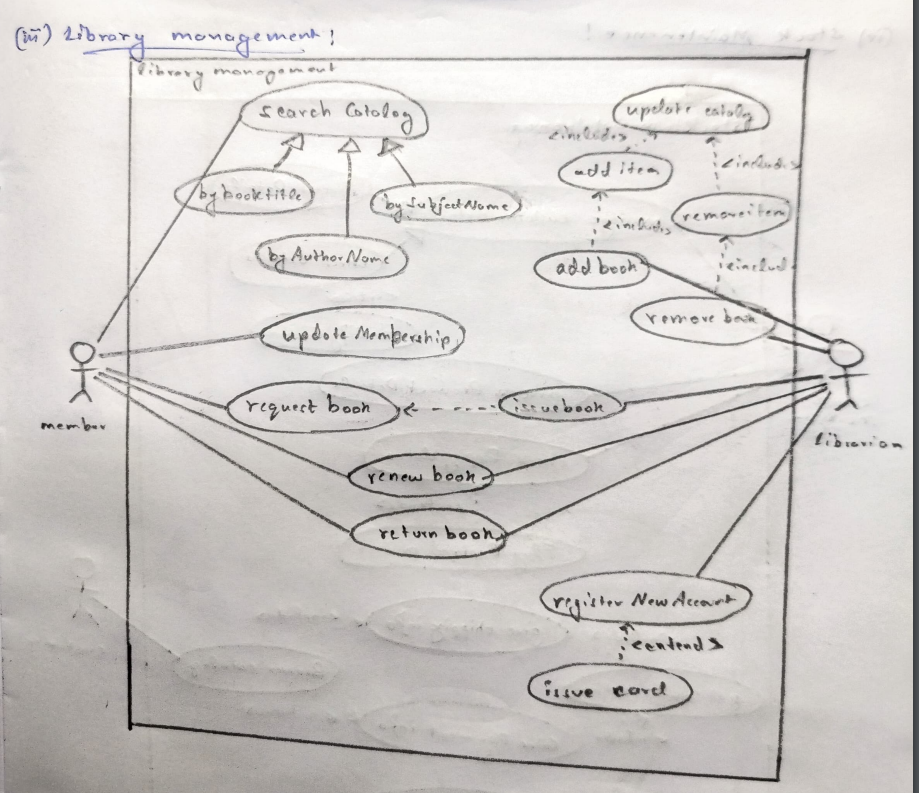 (iii) Library management!
library management
search Catalog
update catalog
<includes
add item
<includes>
by booktitle
by SubjectName
removeitem
<includes
by AuthorName
add book
<includ
remove book
update Membership
request book
issuebook
member
Librarian
renew book
return book
register New Account
<extends>
issue card